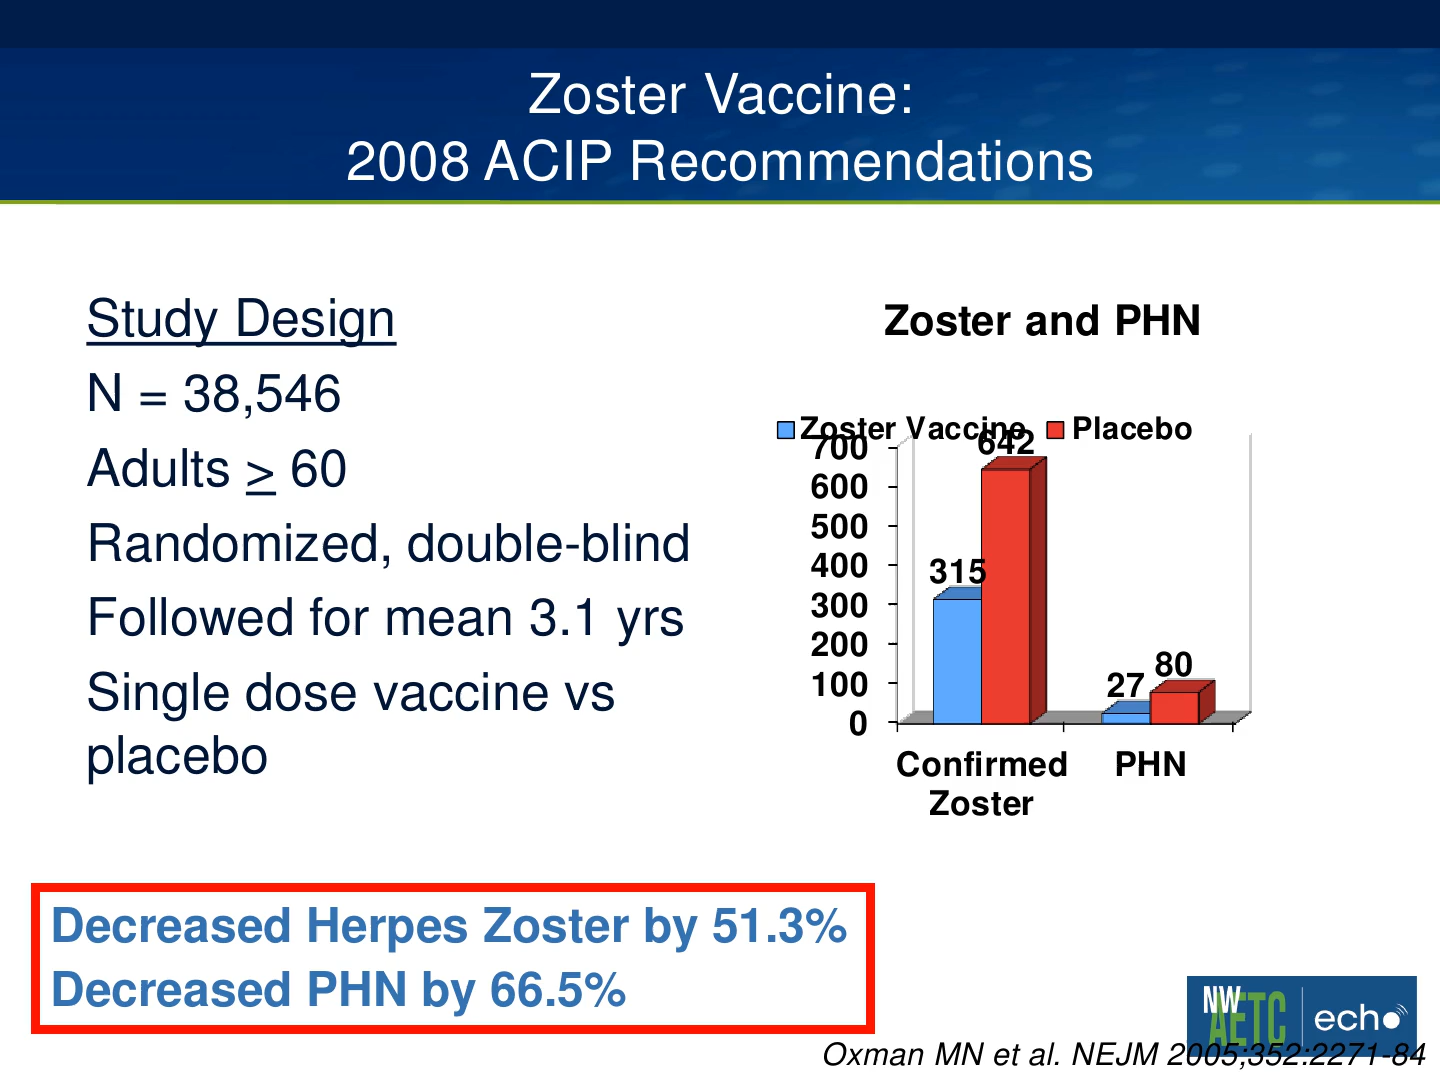 Zoster Vaccine:
2008 ACIP Recommendations
Study Design
N = 38,546
Adults > 60
Randomized, double-blind
Followed for mean 3.1 yrs
Single dose vaccine vs
placebo
Zoster and PHN
Zoster Vaccine Placebo
700
600
500
400
300
200
100
0
642
315
27
80
Confirmed
Zoster
PHN
Decreased Herpes Zoster by 51.3%
Decreased PHN by 66.5%
NW
AETC
echo
Oxman MN et al. NEJM 2005;352:2271-84